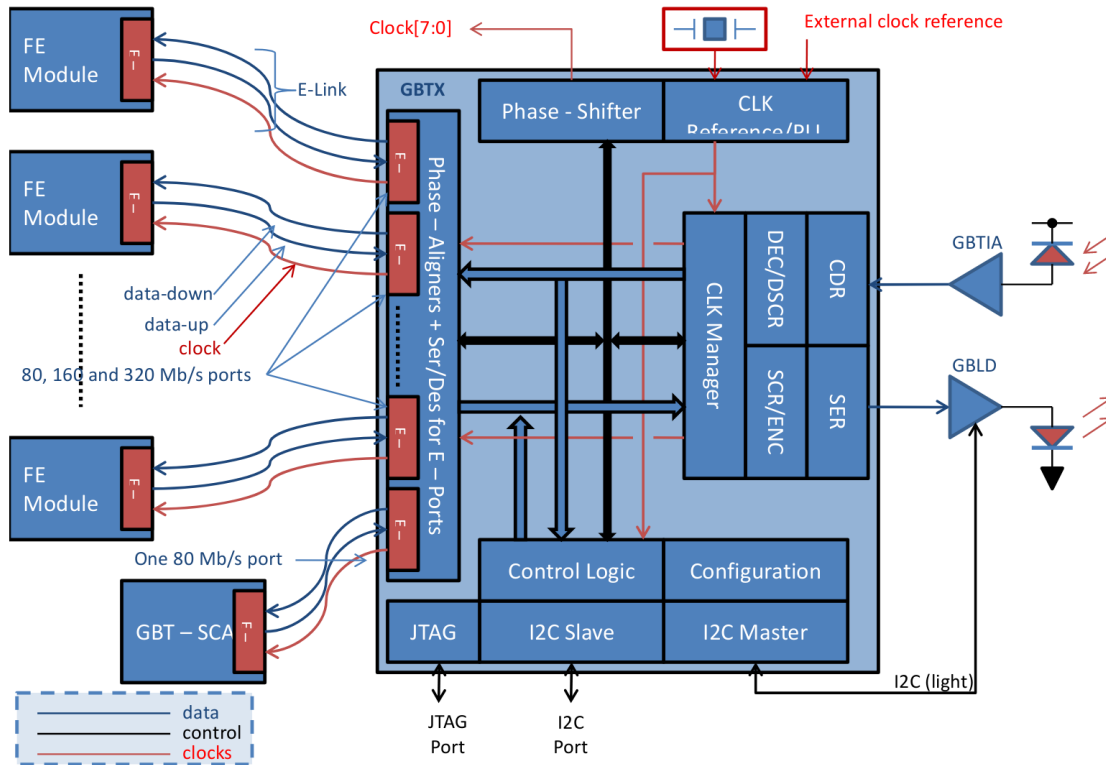 Clock[7:0]
External clock reference
FE
Module
E –
E-Link
GBTX
Phase - Shifter
CLK
Reference/PLL
E –
Phase – Aligners + Ser/Des for E – Ports
FE
Module
E –
E –
data-down
data-up
clock
80, 160 and 320 Mb/s ports
CLK Manager
DEC/DSCR
CDR
SCR/ENC
SER
GBTIA
GBLD
FE
Module
E –
E –
E –
One 80 Mb/s port
GBT – SCA
E –
Control Logic
Configuration
JTAG
I2C Slave
I2C Master
I2C (light)
JTAG
Port
I2C
Port
data
control
clocks